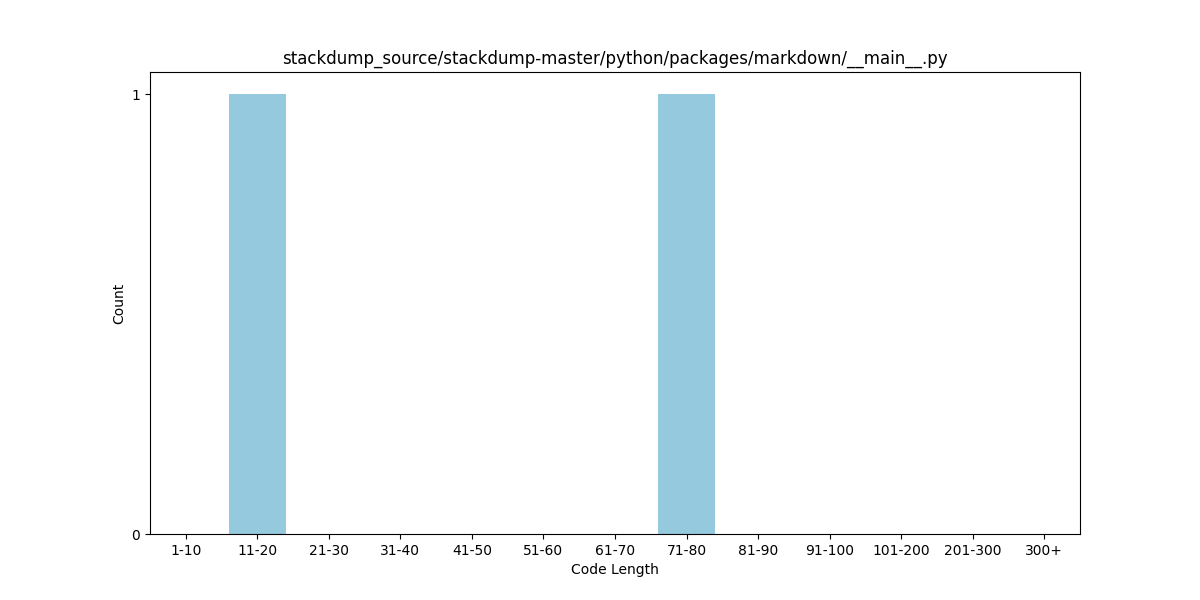 stackdump_source/stackdump-master/python/packages/markdown/__main__.py
Count
1
0
1-10 11-20 21-30 31-40 41-50 51-60 61-70 71-80 81-90 91-100 101-200 201-300 300+
Code Length